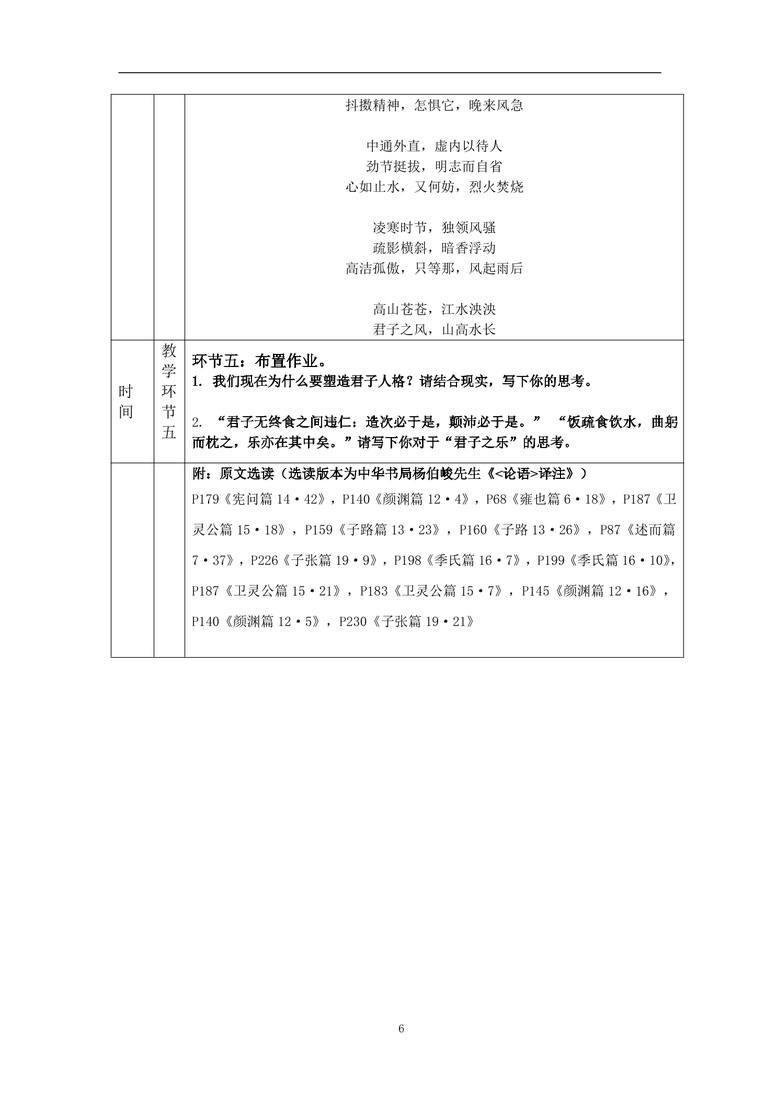 抖擞精神，怎惧它，晚来风急
中通外直，虚内以待人
劲节挺拔，明志而自省
心如止水，又何妨，烈火焚烧
凌寒时节，独领风骚
疏影横斜，暗香浮动
高洁孤傲，只等那，风起雨后
高山苍苍，江水泱泱
君子之风，山高水长
时间
教学环节五
环节五：布置作业。
1. 我们现在为什么要塑造君子人格？请结合现实，写下你的思考。
2. “君子无终食之间违仁：造次必于是，颠沛必于是。” “饭疏食饮水，曲躬
而枕之，乐亦在其中矣。”请写下你对于“君子之乐”的思考。
附：原文选读（选读版本为中华书局杨伯峻先生《<论语>译注》）
P179《宪问篇 14·42》，P140《颜渊篇 12·4》，P68《雍也篇 6·18》，P187《卫
灵公篇 15·18》，P159《子路篇 13·23》，P160《子路 13·26》，P87《述而篇
7·37》，P226《子张篇 19·9》，P198《季氏篇 16·7》，P199《季氏篇 16·10》，
P187《卫灵公篇 15·21》，P183《卫灵公篇 15·7》，P145《颜渊篇 12·16》，
P140《颜渊篇 12·5》，P230《子张篇 19·21》
6